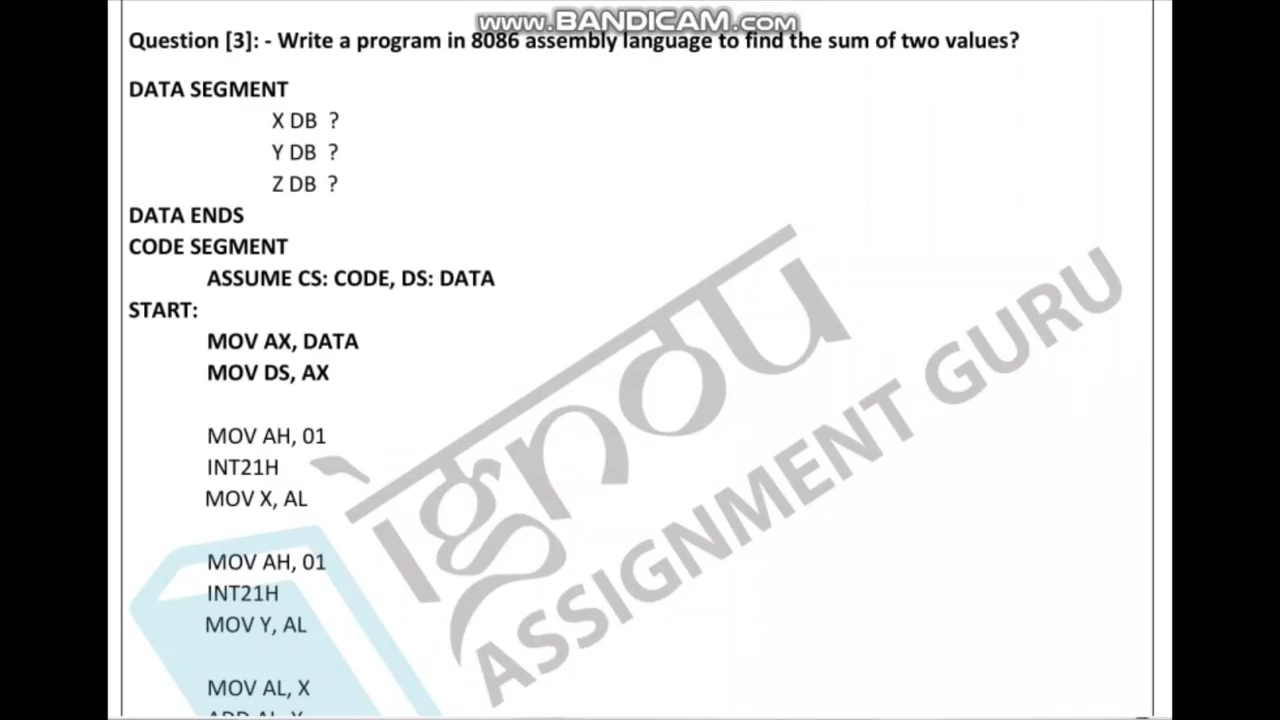 www.BANDICAM.com
Question [3]: - Write a program in 8086 assembly language to find the sum of two values?
DATA SEGMENT
X DB ?
Y DB ?
Z DB ?
DATA ENDS
CODE SEGMENT
ASSUME CS: CODE, DS: DATA
START:
MOV AX, DATA
MOV DS, AX
MOV AH, 01
INT21H
MOV X, AL
MOV AH, 01
INT21H
MOV Y, AL
MOV AL, X
ignou
ASSIGNMENT GURU